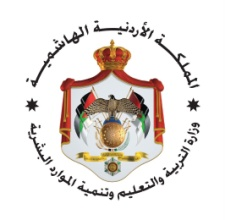 المملكة الأردنية الهاشمية
وزارة التربية والتعليم وتنمية الموارد البشرية